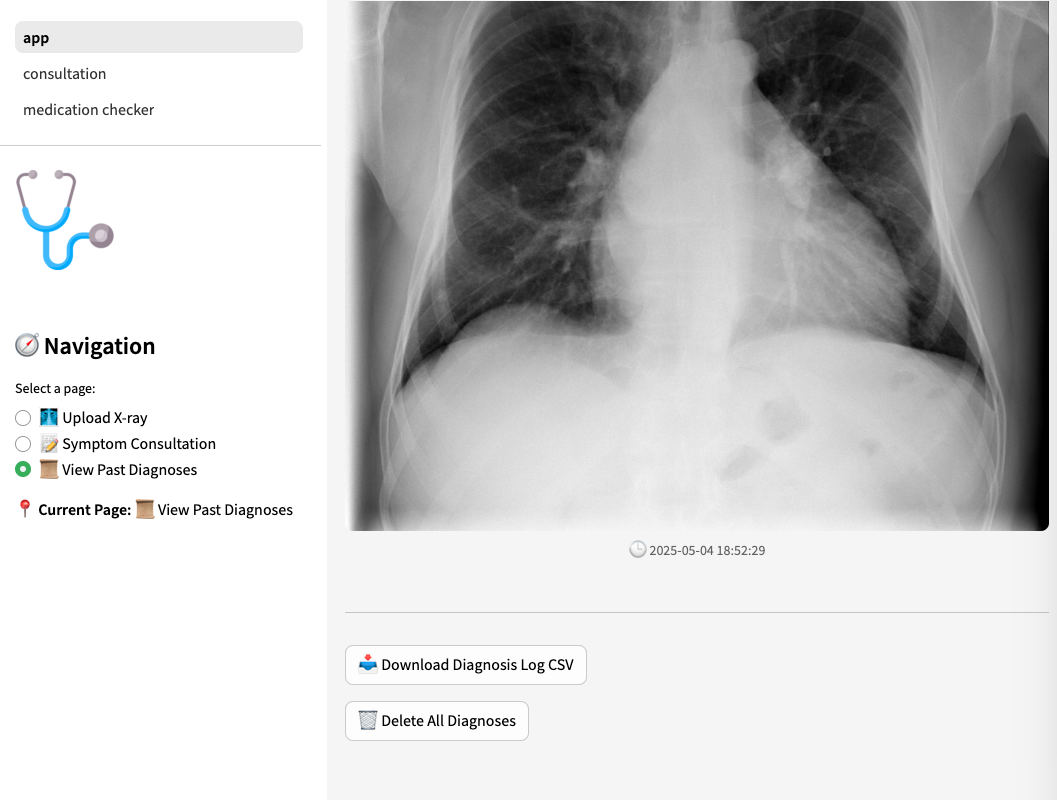 app
consultation
medication checker
Navigation
Select a page:
Upload X-ray
Symptom Consultation
View Past Diagnoses
Current Page: View Past Diagnoses
2025-05-04 18:52:29
Download Diagnosis Log CSV
Delete All Diagnoses